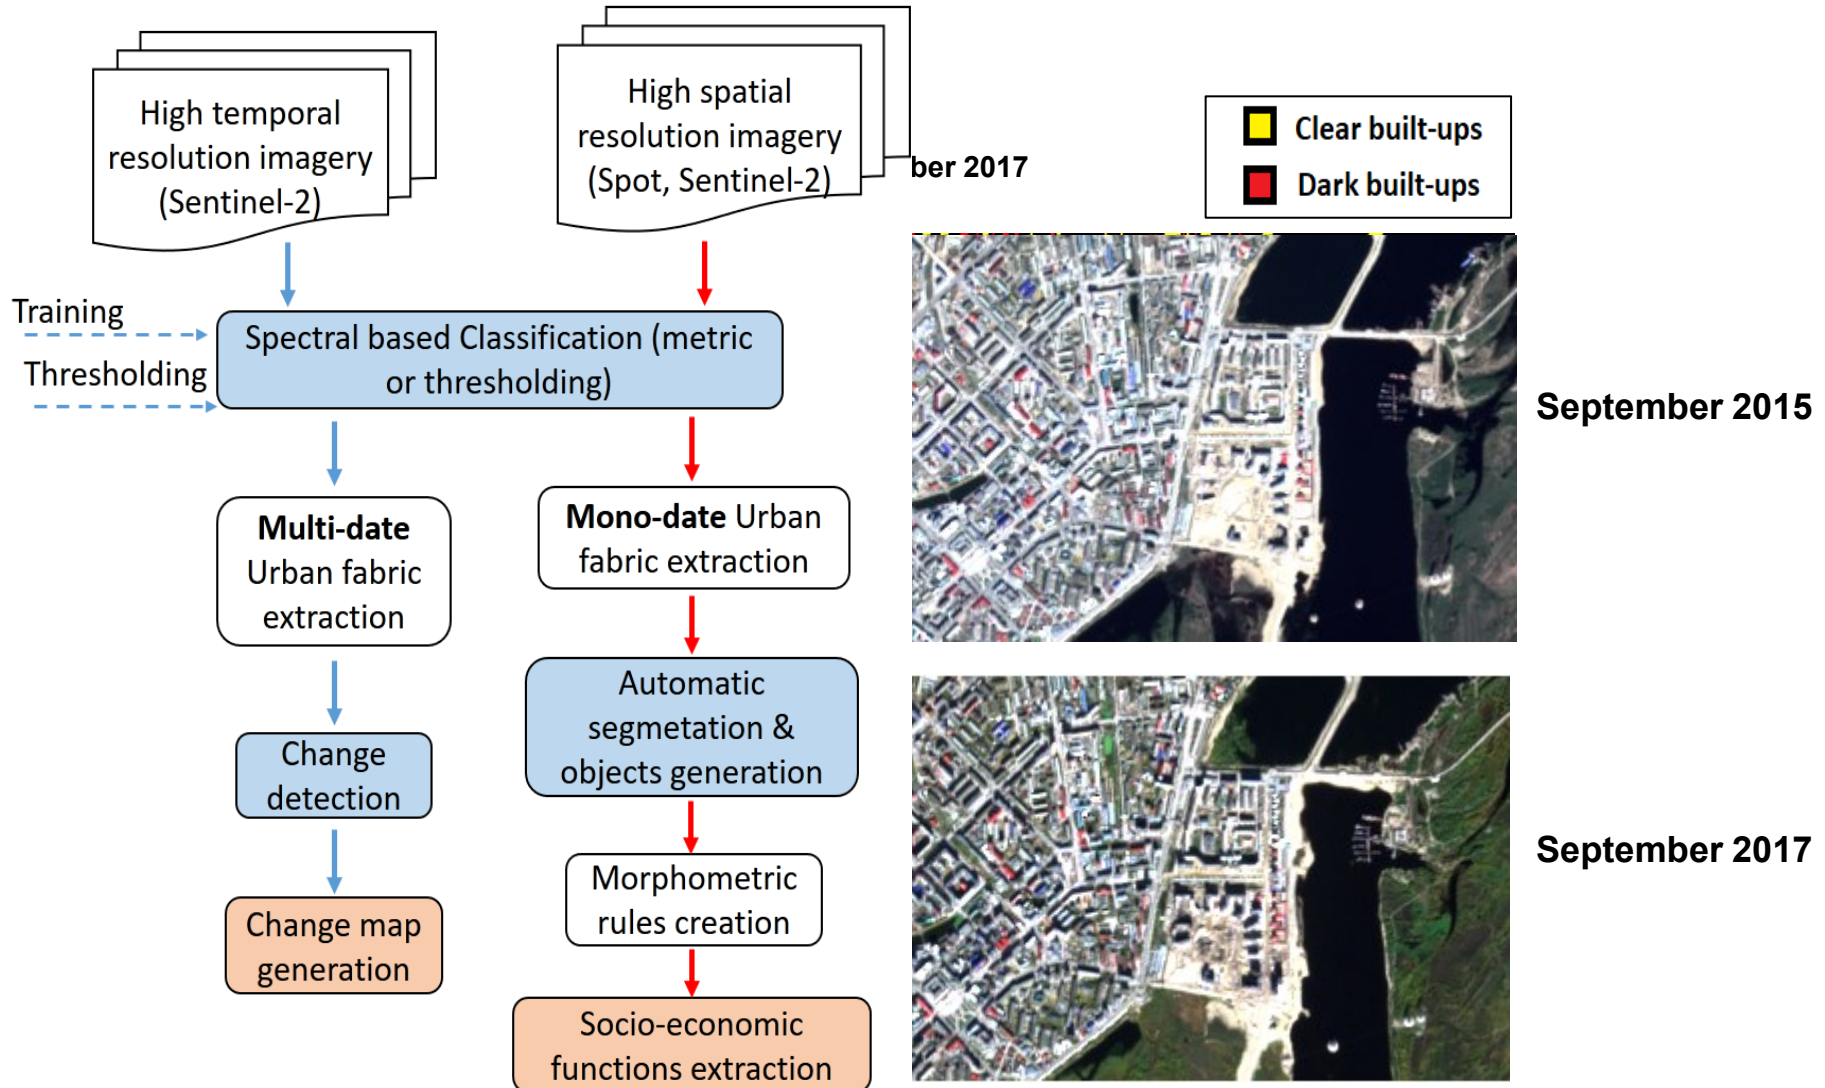 High temporal
resolution imagery
(Sentinel-2)
High spatial
resolution imagery
(Spot, Sentinel-2)
ber 2017
Clear built-ups
Dark built-ups
Training
Thresholding
Spectral based Classification (metric
or thresholding)
September 2015
Multi-date
Urban fabric
extraction
Mono-date Urban
fabric extraction
Automatic
segmetation &
objects generation
Change
detection
Morphometric
rules creation
September 2017
Change map
generation
Socio-economic
functions extraction